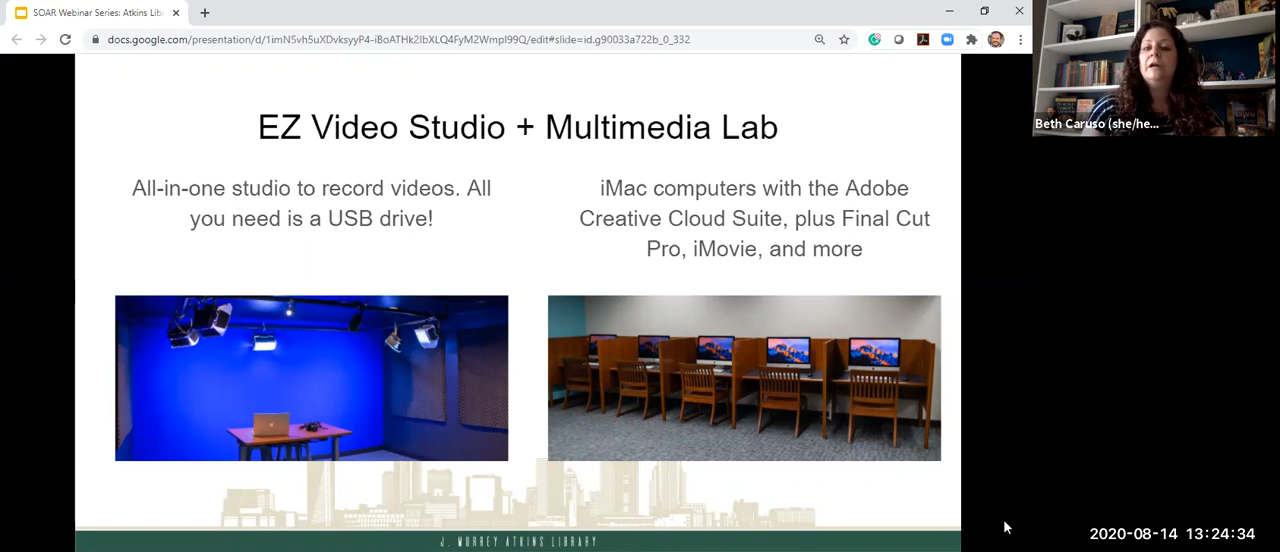 SOAR Webinar Series: Atkins Lib
docs.google.com/presentation/d/1imN5vh5uXDvksyyP4-iBoATHk2lDXLQ4FyM2WmpI99Q/edit#slide=id.g90033a722b_0_332
Beth Caruso (she/he...
EZ Video Studio + Multimedia Lab
All-in-one studio to record videos. All
you need is a USB drive!
iMac computers with the Adobe
Creative Cloud Suite, plus Final Cut
Pro, iMovie, and more
J. MURREY ATKINS LIBRARY
2020-08-14 13:24:34